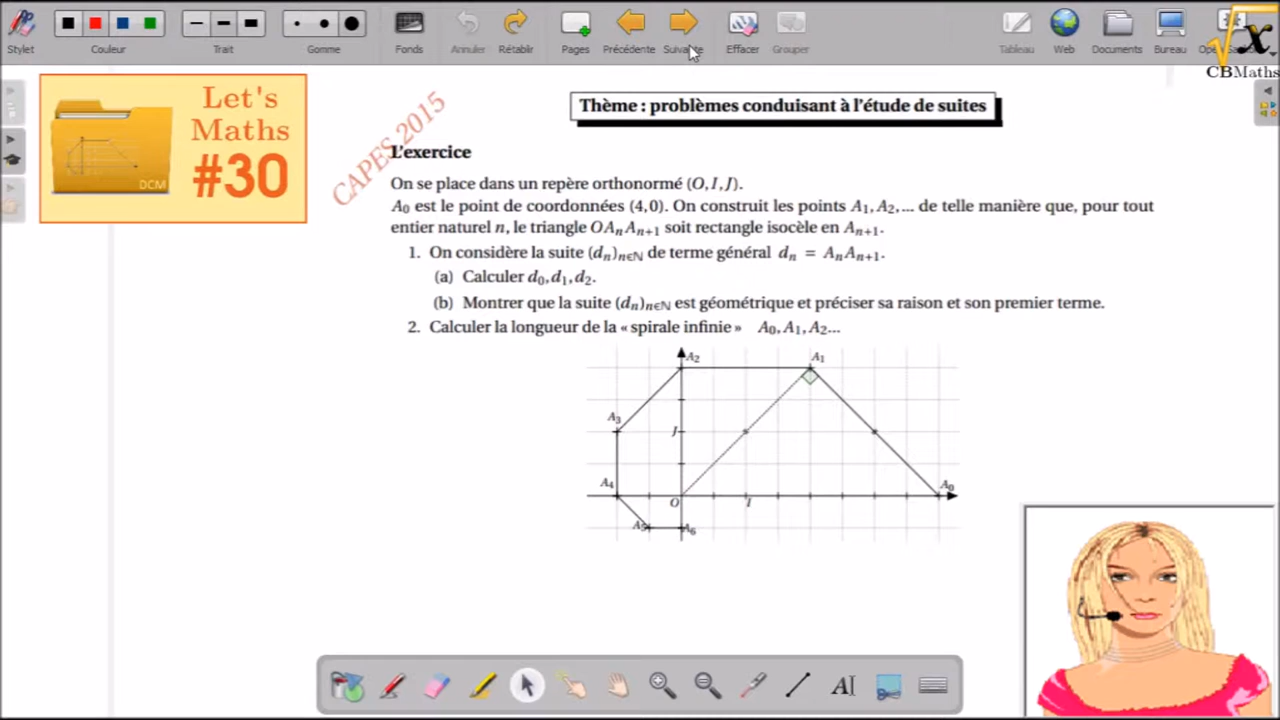 Stylet
Couleur
Trait
Gomme
Fonds
Annuler
Rétablir
Pages
Précédente
Suivante
Effacer
Grouper
Tableau
Web
Documents
Bureau
√x
CBMaths
Let's
Maths
#30
DCM
CAPES 2015
Thème : problèmes conduisant à l'étude de suites
L'exercice
On se place dans un repère orthonormé (O, I, J).
A₀ est le point de coordonnées (4,0). On construit les points A₁, A₂,... de telle manière que, pour tout
entier naturel n, le triangle OAₙAₙ₊₁ soit rectangle isocèle en Aₙ₊₁.
1. On considère la suite (dₙ)ₙ∈ℕ de terme général dₙ = AₙAₙ₊₁.
(a) Calculer d₀, d₁, d₂.
(b) Montrer que la suite (dₙ)ₙ∈ℕ est géométrique et préciser sa raison et son premier terme.
2. Calculer la longueur de la « spirale infinie » A₀, A₁, A₂...
A₂
A₁
A₃
J
A₄
A₀
O
I
A₅
A₆
AI